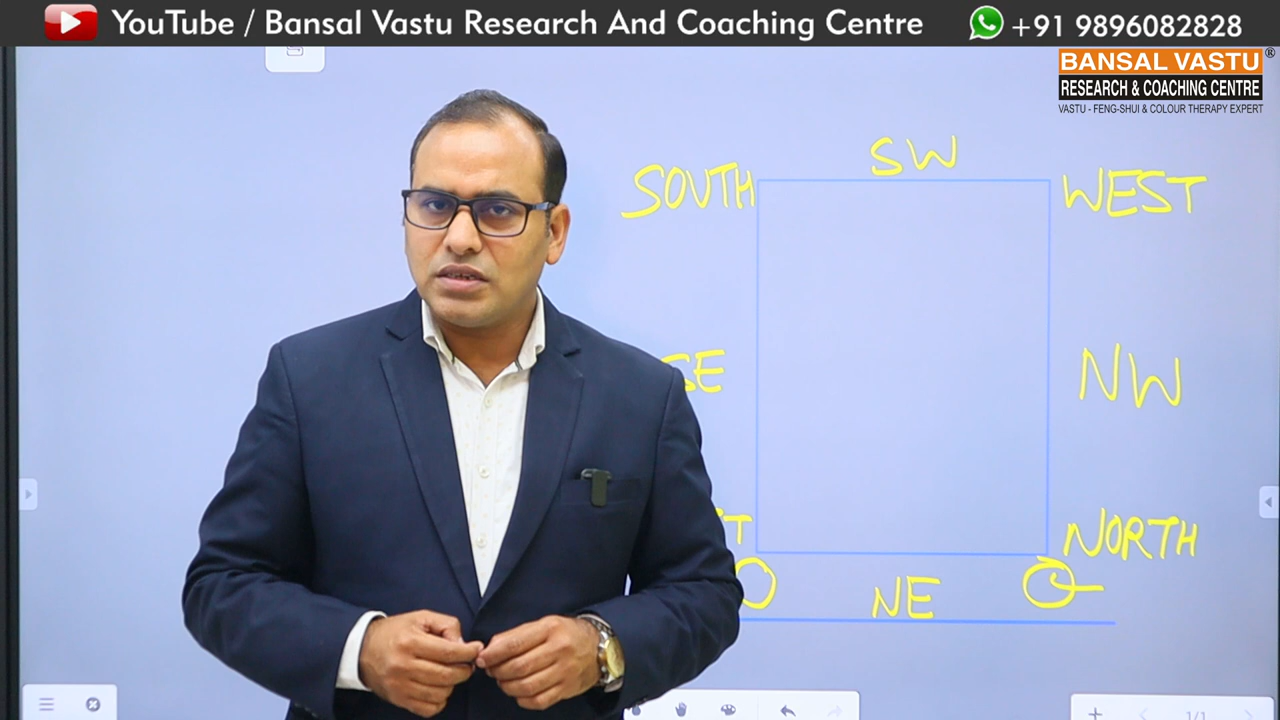 YouTube / Bansal Vastu Research And Coaching Centre +91 9896082828
BANSAL VASTU®
RESEARCH & COACHING CENTRE
VASTU - FENG-SHUI & COLOUR THERAPY EXPERT
SW
SOUTH WEST
SE NW
NORTH
NE
1/1